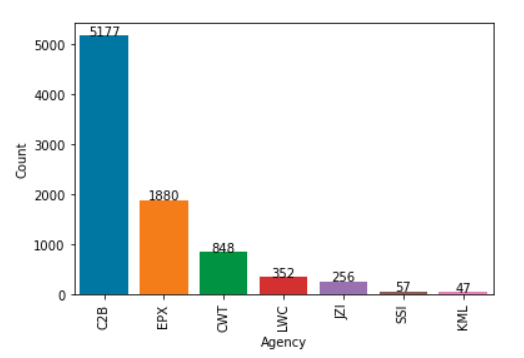 5177
5000
4000
Count
3000
2000
1880
1000
848
352
256
57
47
0
C2B
EPX
CWT
LWC
JZI
SSI
KML
Agency